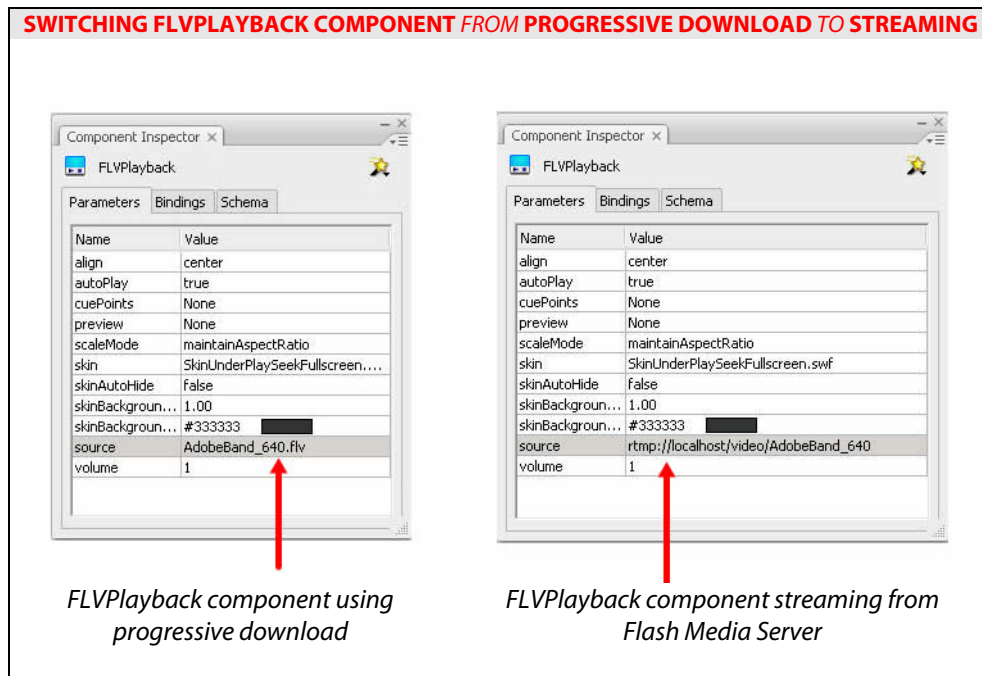 SWITCHING FLVPLAYBACK COMPONENT FROM PROGRESSIVE DOWNLOAD TO STREAMING
Component Inspector
FLVPlayback
Parameters Bindings Schema
Name Value
align center
autoPlay true
cuePoints None
preview None
scaleMode maintainAspectRatio
skin SkinUnderPlaySeekFullscreen....
skinAutoHide false
skinBackgroun... 1.00
skinBackgroun... #333333
source AdobeBand_640.flv
volume 1
FLVPlayback component using
progressive download
Component Inspector
FLVPlayback
Parameters Bindings Schema
Name Value
align center
autoPlay true
cuePoints None
preview None
scaleMode maintainAspectRatio
skin SkinUnderPlaySeekFullscreen.swf
skinAutoHide false
skinBackgroun... 1.00
skinBackgroun... #333333
source rtmp://localhost/video/AdobeBand_640
volume 1
FLVPlayback component streaming from
Flash Media Server